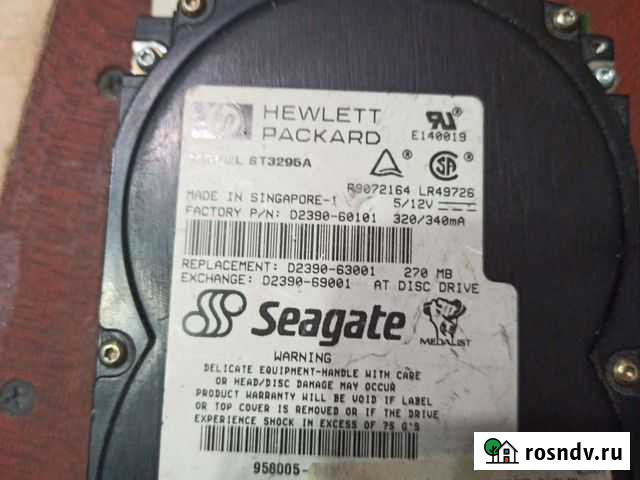 hp HEWLETT PACKARD
E140019
ST3295A
R9072164 LR49726
MADE IN SINGAPORE-1 5/12V
FACTORY P/N: D2390-60101 320/340mA
REPLACEMENT: D2390-63001 270 MB
EXCHANGE: D2390-69001 AT DISC DRIVE
Seagate
MEDALIST
WARNING
DELICATE EQUIPMENT-HANDLE WITH CARE
OR HEAD/DISC DAMAGE MAY OCCUR
PRODUCT WARRANTY WILL BE VOID IF LABEL
OR TOP COVER IS REMOVED OR IF THE DRIVE
EXPERIENCE SHOCK IN EXCESS OF 75 G'S
958005-
rosndv.ru